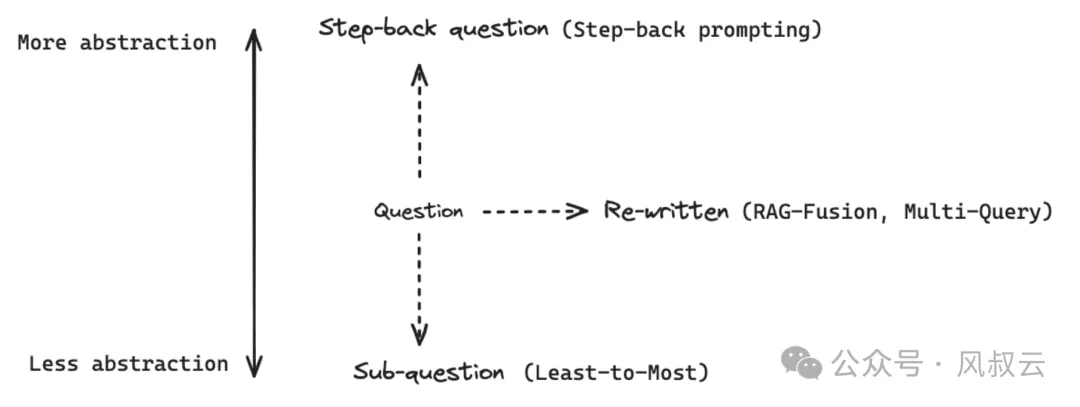 Step-back question (Step-back prompting)
More abstraction
Question
Re-written (RAG-Fusion, Multi-Query)
Less abstraction
Sub-question (Least-to-Most)
公众号·风叔云